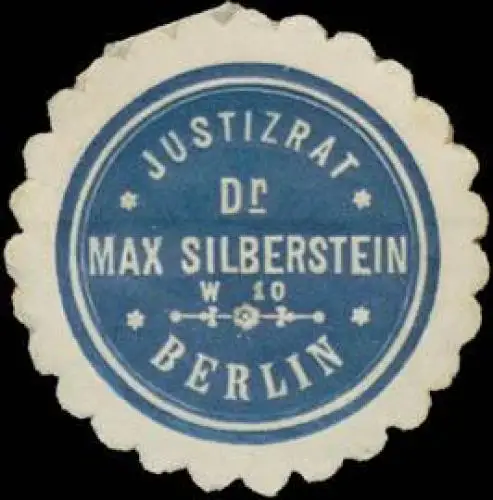 JUSTIZRAT
Dr
MAX SILBERSTEIN
W 10
BERLIN